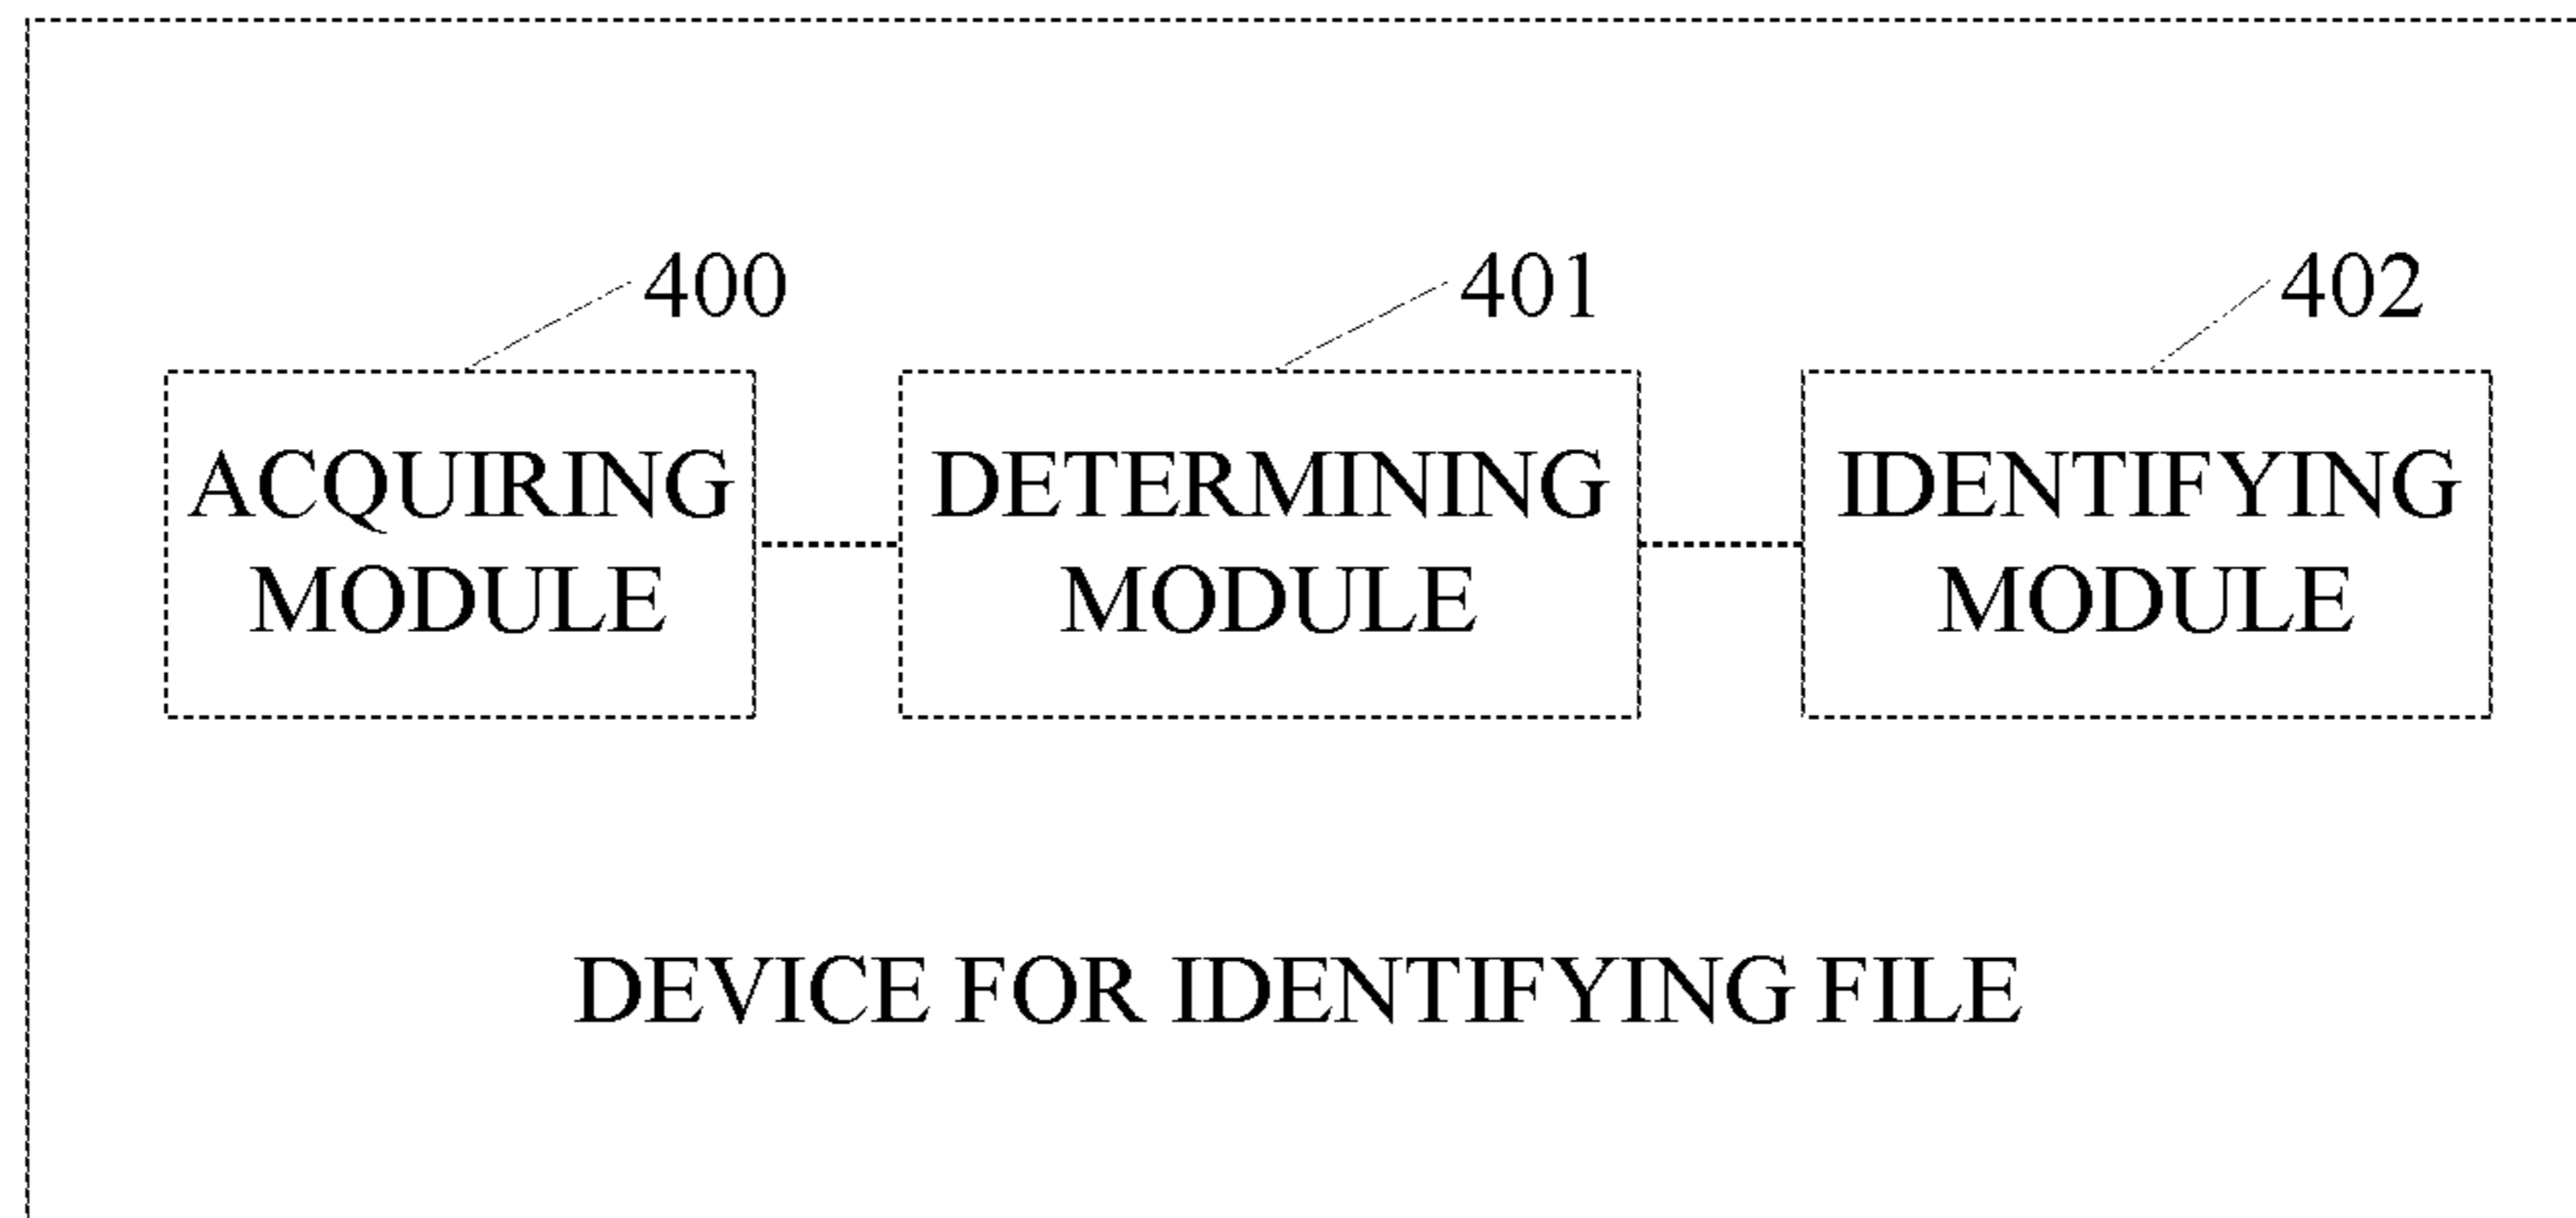 400
401
402
ACQUIRING
MODULE
DETERMINING
MODULE
IDENTIFYING
MODULE
DEVICE FOR IDENTIFYING FILE